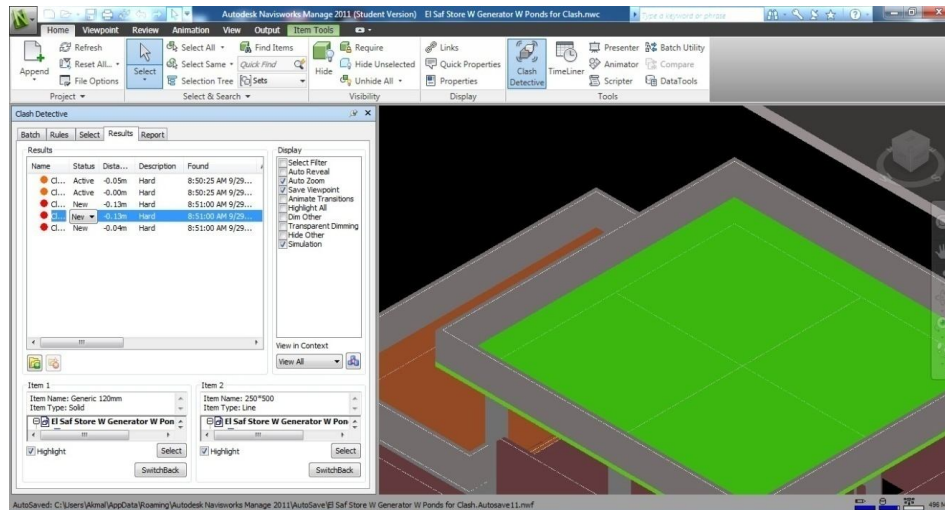 Autodesk Navisworks Manage 2011 (Student Version) El Saf Store W Generator W Ponds for Clash.nwc
Type a keyword or phrase
Home Viewpoint Review Animation View Output Item Tools
Append
Refresh
Reset All...
File Options
Project
Select
Select All
Select Same
Selection Tree
Find Items
Quick Find
Sets
Select & Search
Hide
Require
Hide Unselected
Unhide All
Visibility
Links
Quick Properties
Properties
Display
Clash Detective
TimeLiner
Presenter
Animator
Scripter
Batch Utility
Compare
DataTools
Tools
Clash Detective
Batch Rules Select Results Report
Results
Name Status Dista... Description Found
Cl... Active -0.05m Hard 8:50:25 AM 9/29...
Cl... Active -0.00m Hard 8:50:25 AM 9/29...
Cl... New -0.13m Hard 8:51:00 AM 9/29...
-0.13m Hard 8:51:00 AM 9/29...
Cl... New -0.04m Hard 8:51:00 AM 9/29...
Display
Select Filter
Auto Reveal
Auto Zoom
Save Viewpoint
Animate Transitions
Highlight All
Dim Other
Transparent Dimming
Hide Other
Simulation
View in Context
View All
Item 1
Item Name: Generic 120mm
Item Type: Solid
El Saf Store W Generator W Pon
Highlight
Select
SwitchBack
Item 2
Item Name: 250*500
Item Type: Line
El Saf Store W Generator W Pon
Highlight
Select
SwitchBack
AutoSaved: C:\Users\Akmal\AppData\Roaming\Autodesk Navisworks Manage 2011\AutoSave\El Saf Store W Generator W Ponds for Clash.Autosave11.nwf